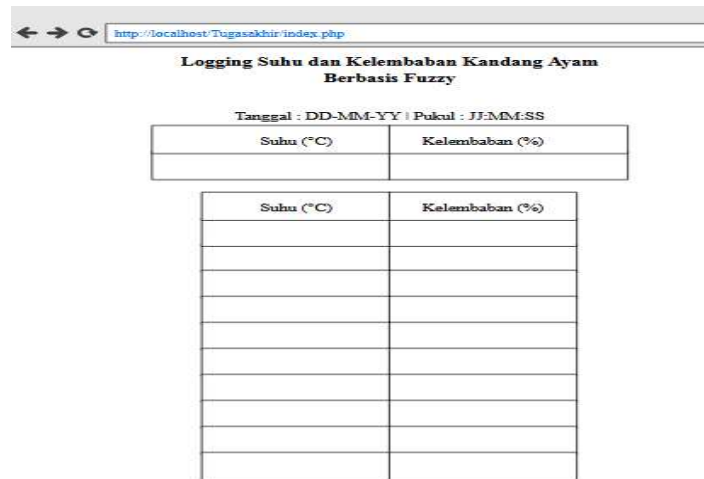 http://localhost/Tugasakhir/index.php
Logging Suhu dan Kelembaban Kandang Ayam
Berbasis Fuzzy
Tanggal : DD-MM-YY | Pukul : JJ:MM:SS
Suhu (°C) Kelembaban (%)
Suhu (°C) Kelembaban (%)